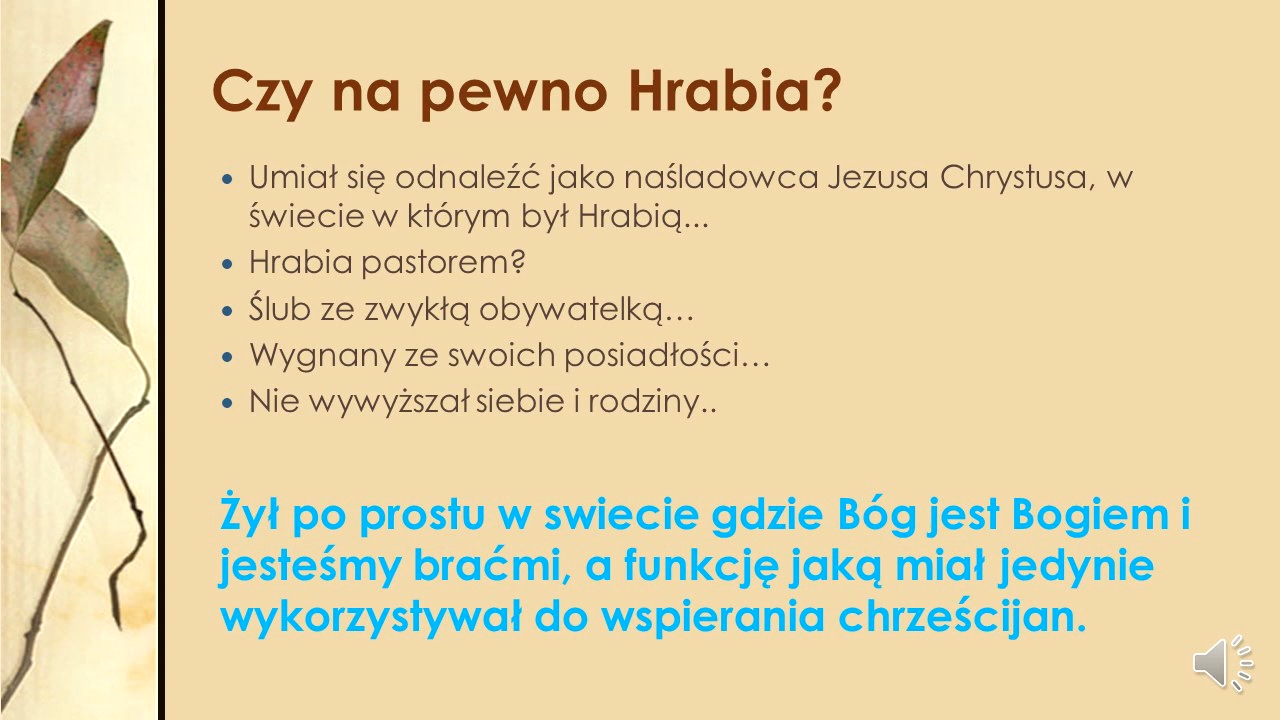 Czy na pewno Hrabia?
• Umiał się odnaleźć jako naśladowca Jezusa Chrystusa, w
świecie w którym był Hrabią...
• Hrabia pastorem?
• Ślub ze zwykłą obywatelką…
• Wygnany ze swoich posiadłości…
• Nie wywyższał siebie i rodziny..
Żył po prostu w swiecie gdzie Bóg jest Bogiem i
jesteśmy braćmi, a funkcję jaką miał jedynie
wykorzystywał do wspierania chrześcijan.